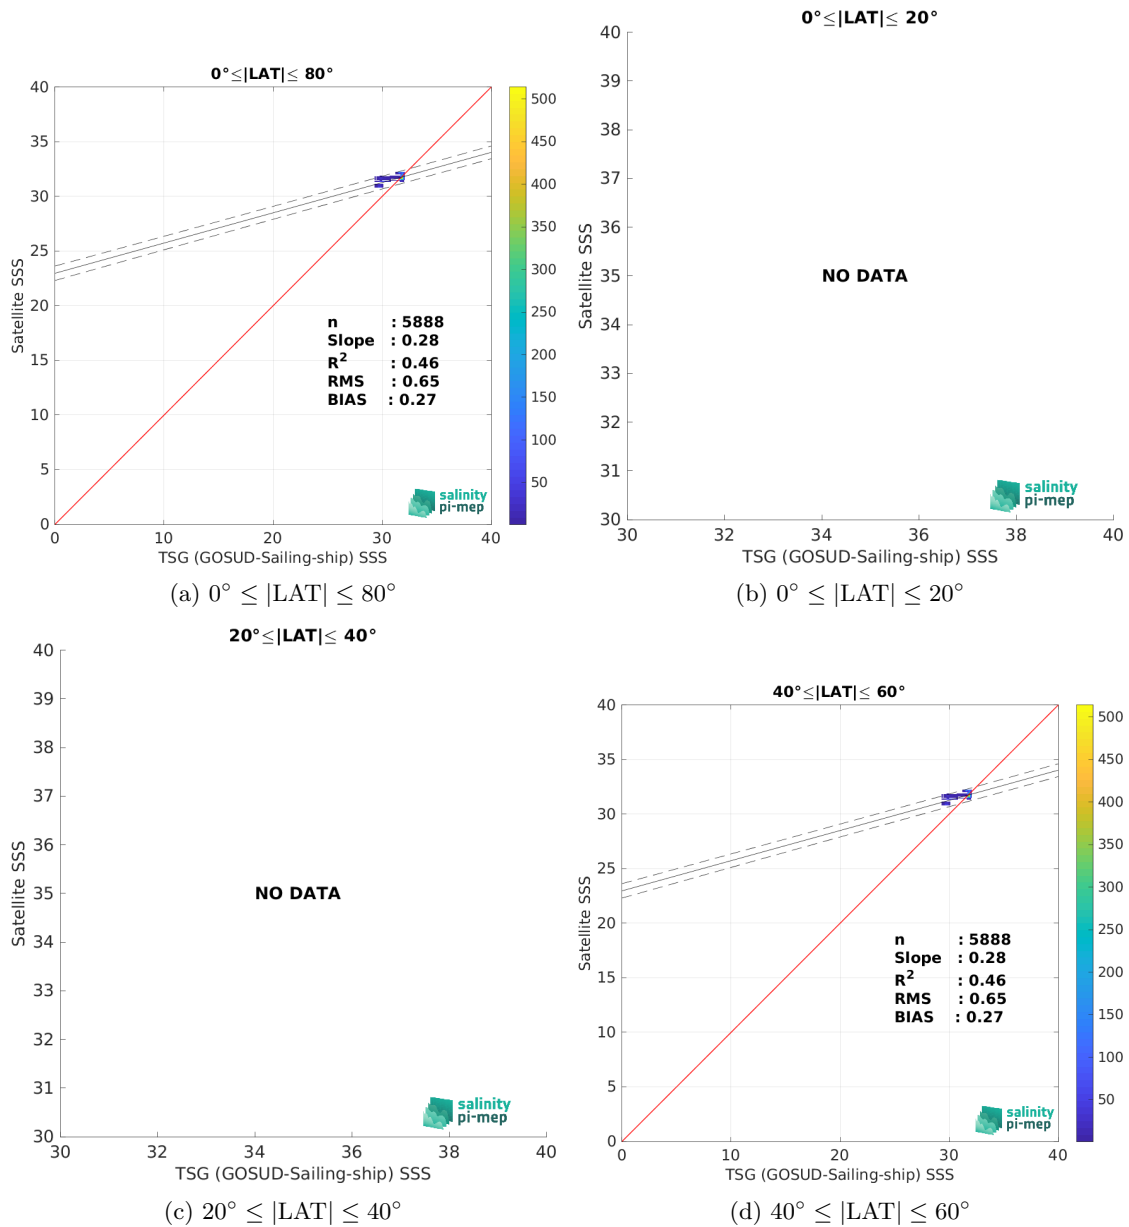 0°≤|LAT|≤ 80°
40
35
30
25
20
15
10
5
0
Satellite SSS
n : 5888
Slope : 0.28
R² : 0.46
RMS : 0.65
BIAS : 0.27
salinity
pi-mep
0 10 20 30 40
TSG (GOSUD-Sailing-ship) SSS
500
450
400
350
300
250
200
150
100
50
(a) 0° ≤ |LAT| ≤ 80°
0°≤|LAT|≤ 20°
40
39
38
37
36
35
34
33
32
31
30
Satellite SSS
NO DATA
salinity
pi-mep
30 32 34 36 38 40
TSG (GOSUD-Sailing-ship) SSS
(b) 0° ≤ |LAT| ≤ 20°
20°≤|LAT|≤ 40°
40
39
38
37
36
35
34
33
32
31
30
Satellite SSS
NO DATA
salinity
pi-mep
30 32 34 36 38 40
TSG (GOSUD-Sailing-ship) SSS
(c) 20° ≤ |LAT| ≤ 40°
40°≤|LAT|≤ 60°
40
35
30
25
20
15
10
5
0
Satellite SSS
n : 5888
Slope : 0.28
R² : 0.46
RMS : 0.65
BIAS : 0.27
salinity
pi-mep
0 10 20 30 40
TSG (GOSUD-Sailing-ship) SSS
500
450
400
350
300
250
200
150
100
50
(d) 40° ≤ |LAT| ≤ 60°